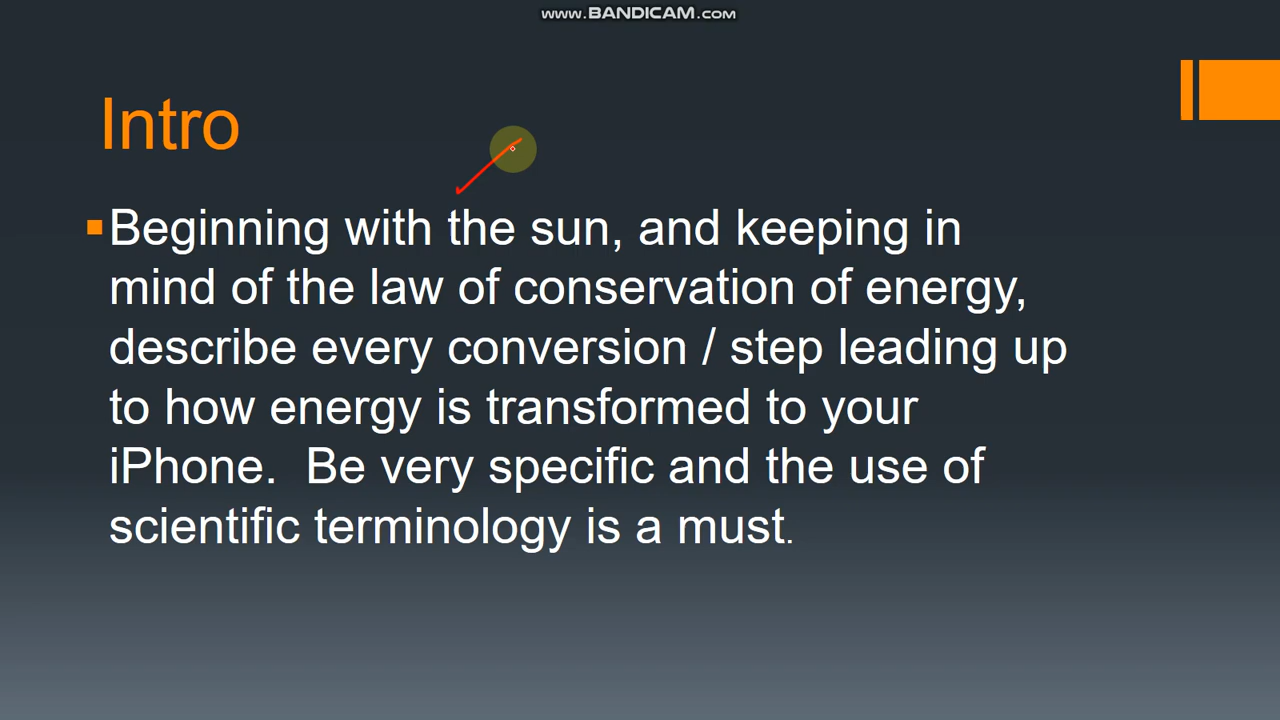 www.BANDICAM.com
Intro
Beginning with the sun, and keeping in
mind of the law of conservation of energy,
describe every conversion / step leading up
to how energy is transformed to your
iPhone.  Be very specific and the use of
scientific terminology is a must.